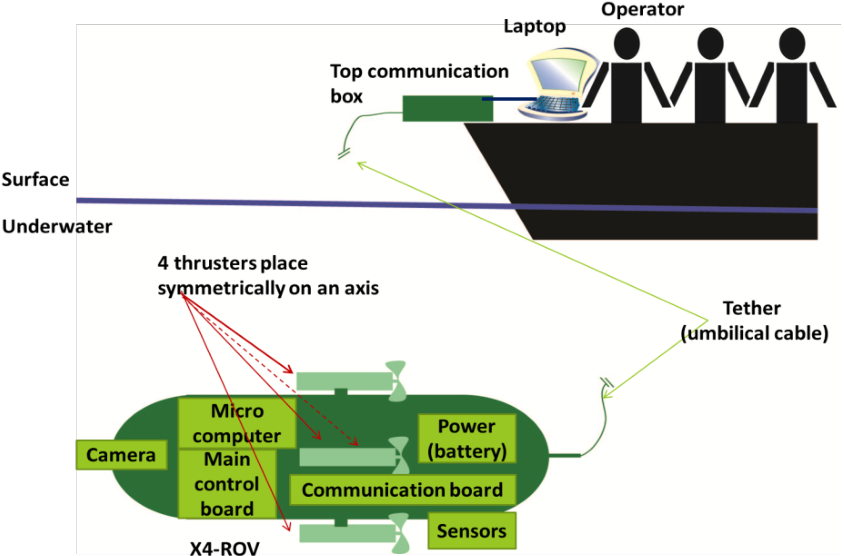 Operator
Laptop
Top communication
box
Surface
Underwater
4 thrusters place
symmetrically on an axis
Tether
(umbilical cable)
Micro
computer
Power
(battery)
Camera
Main
control
board
Communication board
Sensors
X4-ROV